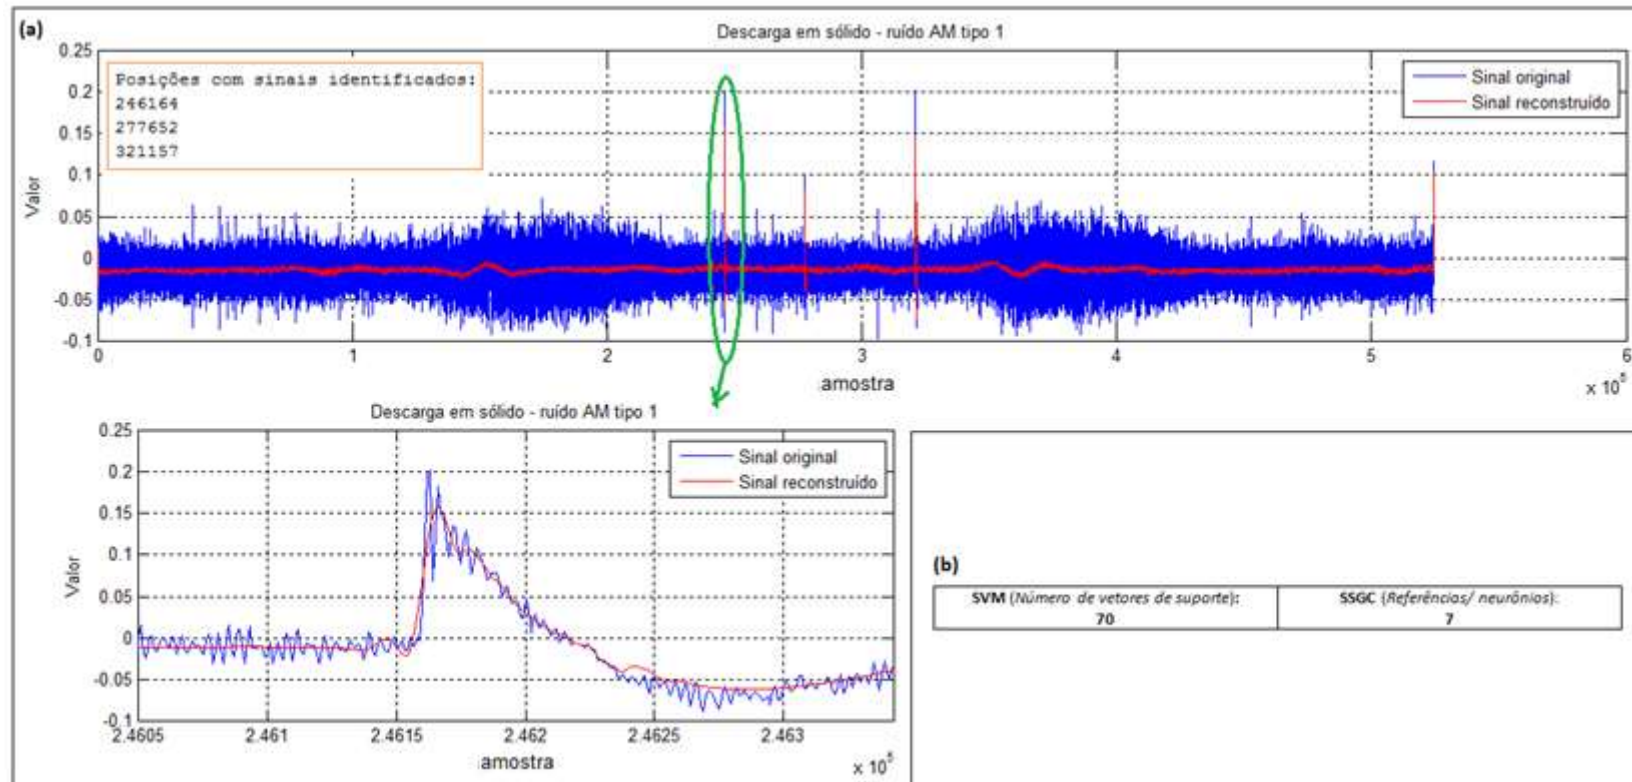 (a)
Descarga em sólido - ruído AM tipo 1
0.25
0.2
0.15
0.1
0.05
0
-0.05
-0.1
Valor
Posições com sinais identificados:
246164
277652
321157
Sinal original
Sinal reconstruído
0
1
2
3
4
5
6
amostra
x 10^5
Descarga em sólido - ruído AM tipo 1
0.25
0.2
0.15
0.1
0.05
0
-0.05
-0.1
Valor
Sinal original
Sinal reconstruído
2.4605
2.461
2.4615
2.462
2.4625
2.463
amostra
x 10^5
(b)
SVM (Número de vetores de suporte):
70
SSGC (Referências/ neurônios):
7